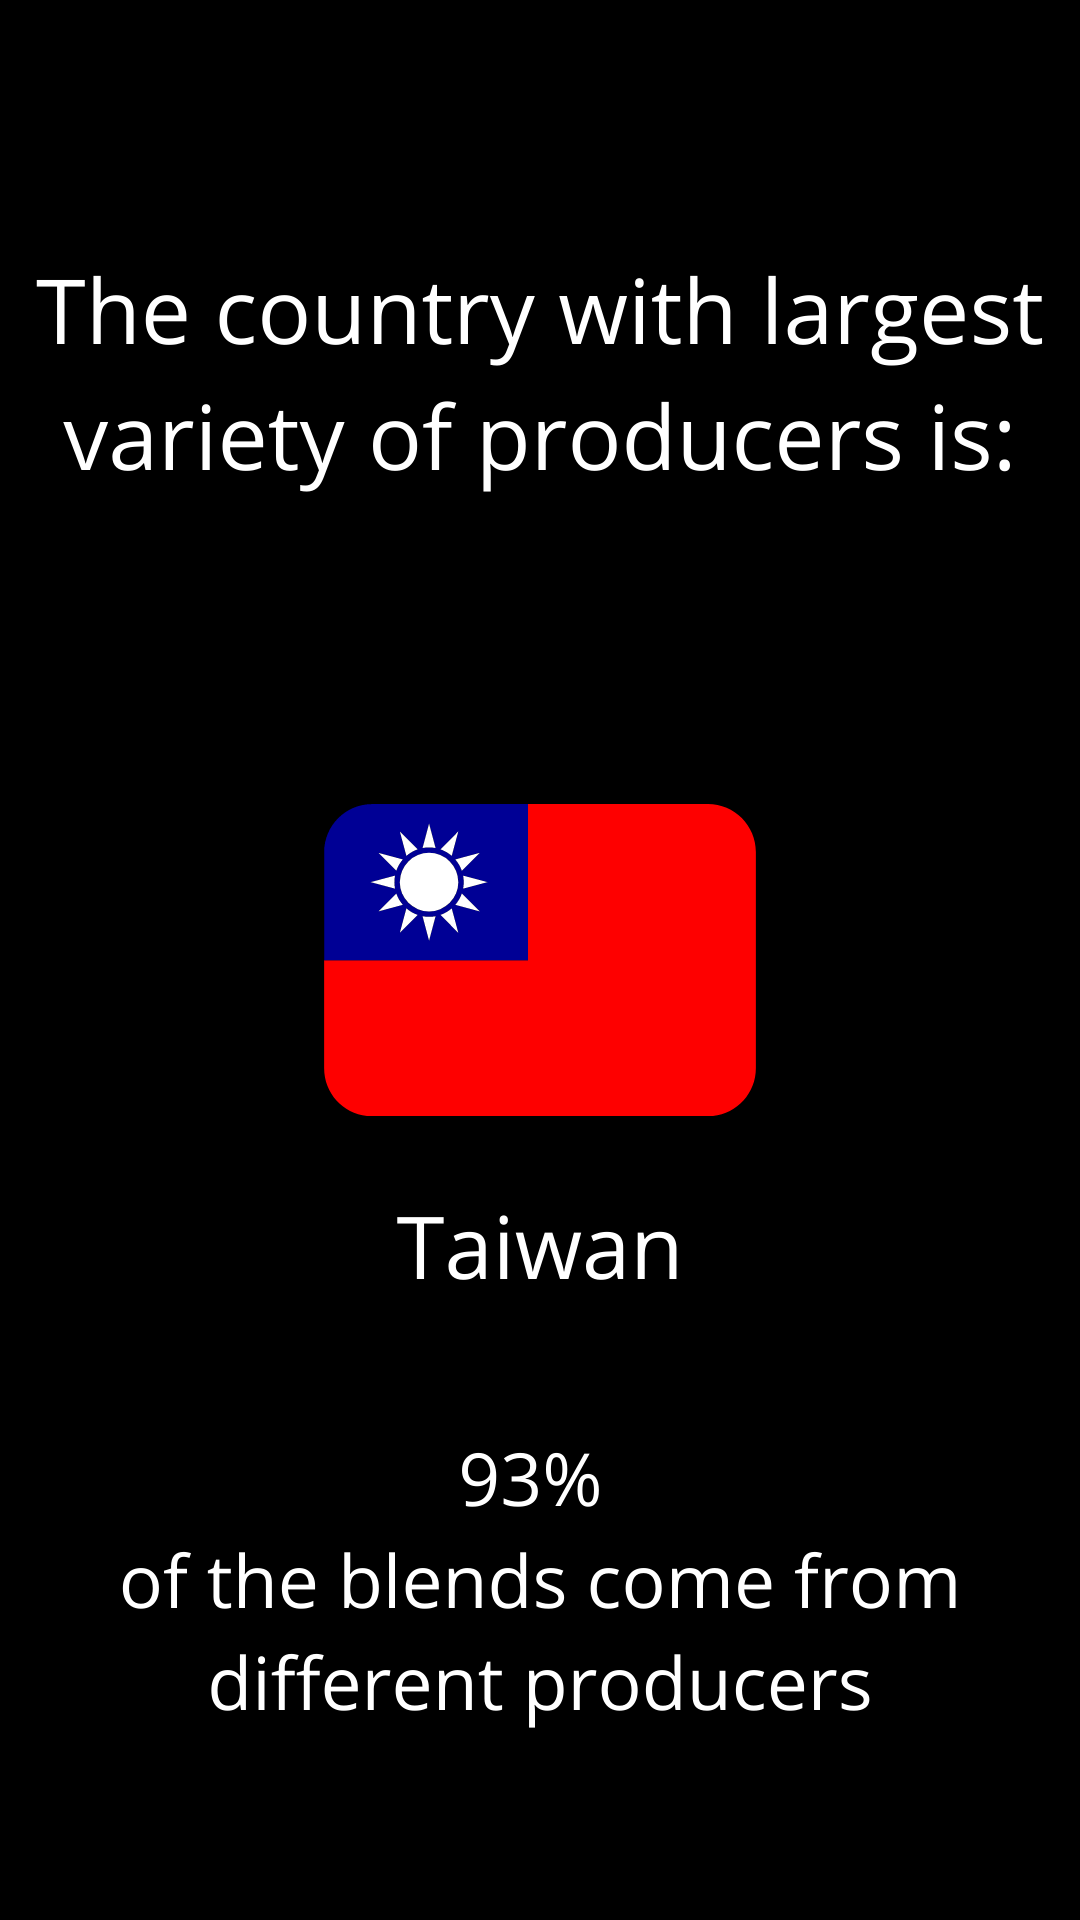 The country with largest
variety of producers is:
Taiwan
93%
of the blends come from
different producers